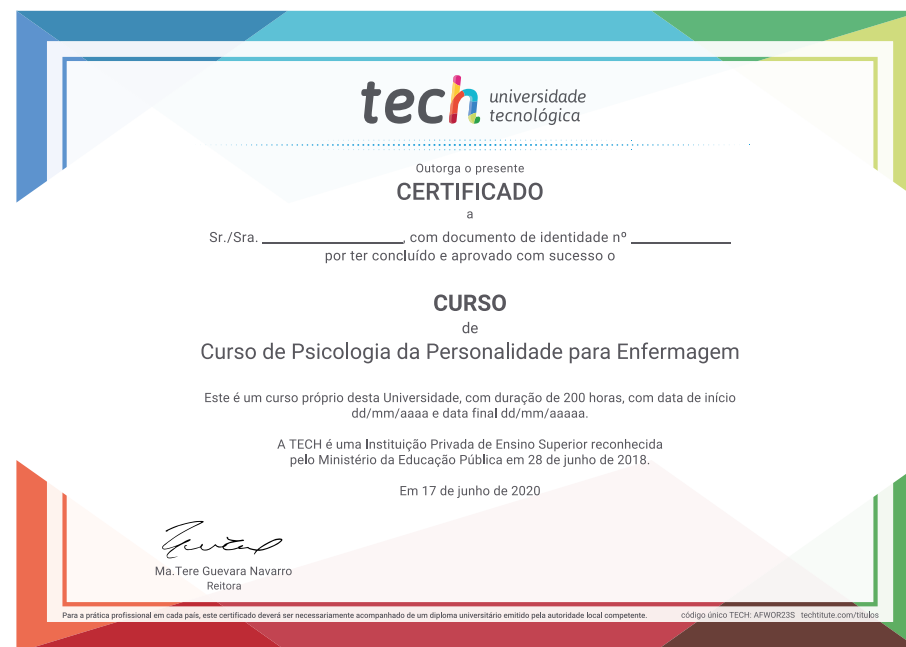 tech universidade
tecnológica
Outorga o presente
CERTIFICADO
a
Sr./Sra. ____________________, com documento de identidade nº ______________
por ter concluído e aprovado com sucesso o
CURSO
de
Curso de Psicologia da Personalidade para Enfermagem
Este é um curso próprio desta Universidade, com duração de 200 horas, com data de início
dd/mm/aaaa e data final dd/mm/aaaaa.
A TECH é uma Instituição Privada de Ensino Superior reconhecida
pelo Ministério da Educação Pública em 28 de junho de 2018.
Em 17 de junho de 2020
Ma.Tere Guevara Navarro
Reitora
Para a prática profissional em cada país, este certificado deverá ser necessariamente acompanhado de um diploma universitário emitido pela autoridade local competente. código único TECH: AFWOR23S techtitute.com/titulos